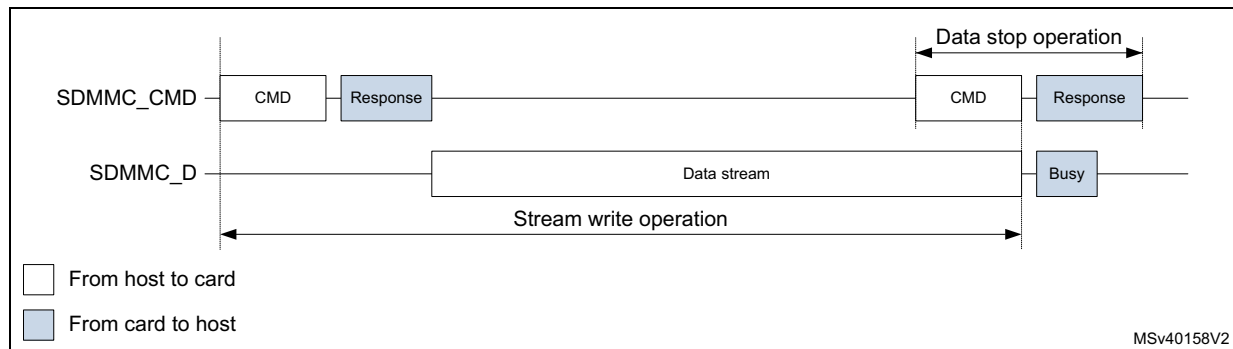 Data stop operation
SDMMC_CMD CMD Response CMD Response
SDMMC_D Data stream Busy
Stream write operation
From host to card
From card to host
MSv40158V2